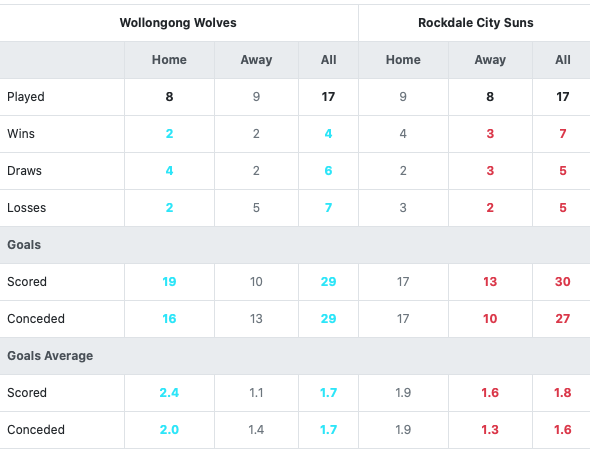 Wollongong Wolves Rockdale City Suns
Home Away All Home Away All
Played 8 9 17 9 8 17
Wins 2 2 4 4 3 7
Draws 4 2 6 2 3 5
Losses 2 5 7 3 2 5
Goals
Scored 19 10 29 17 13 30
Conceded 16 13 29 17 10 27
Goals Average
Scored 2.4 1.1 1.7 1.9 1.6 1.8
Conceded 2.0 1.4 1.7 1.9 1.3 1.6